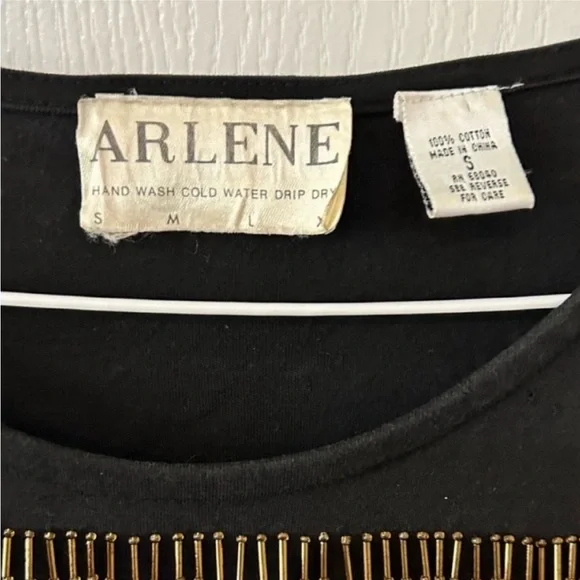 ARLENE
HAND WASH COLD WATER DRIP DRY
S M L X
100% COTTON
MADE IN CHINA
S
RN 68040
SEE REVERSE
FOR CARE